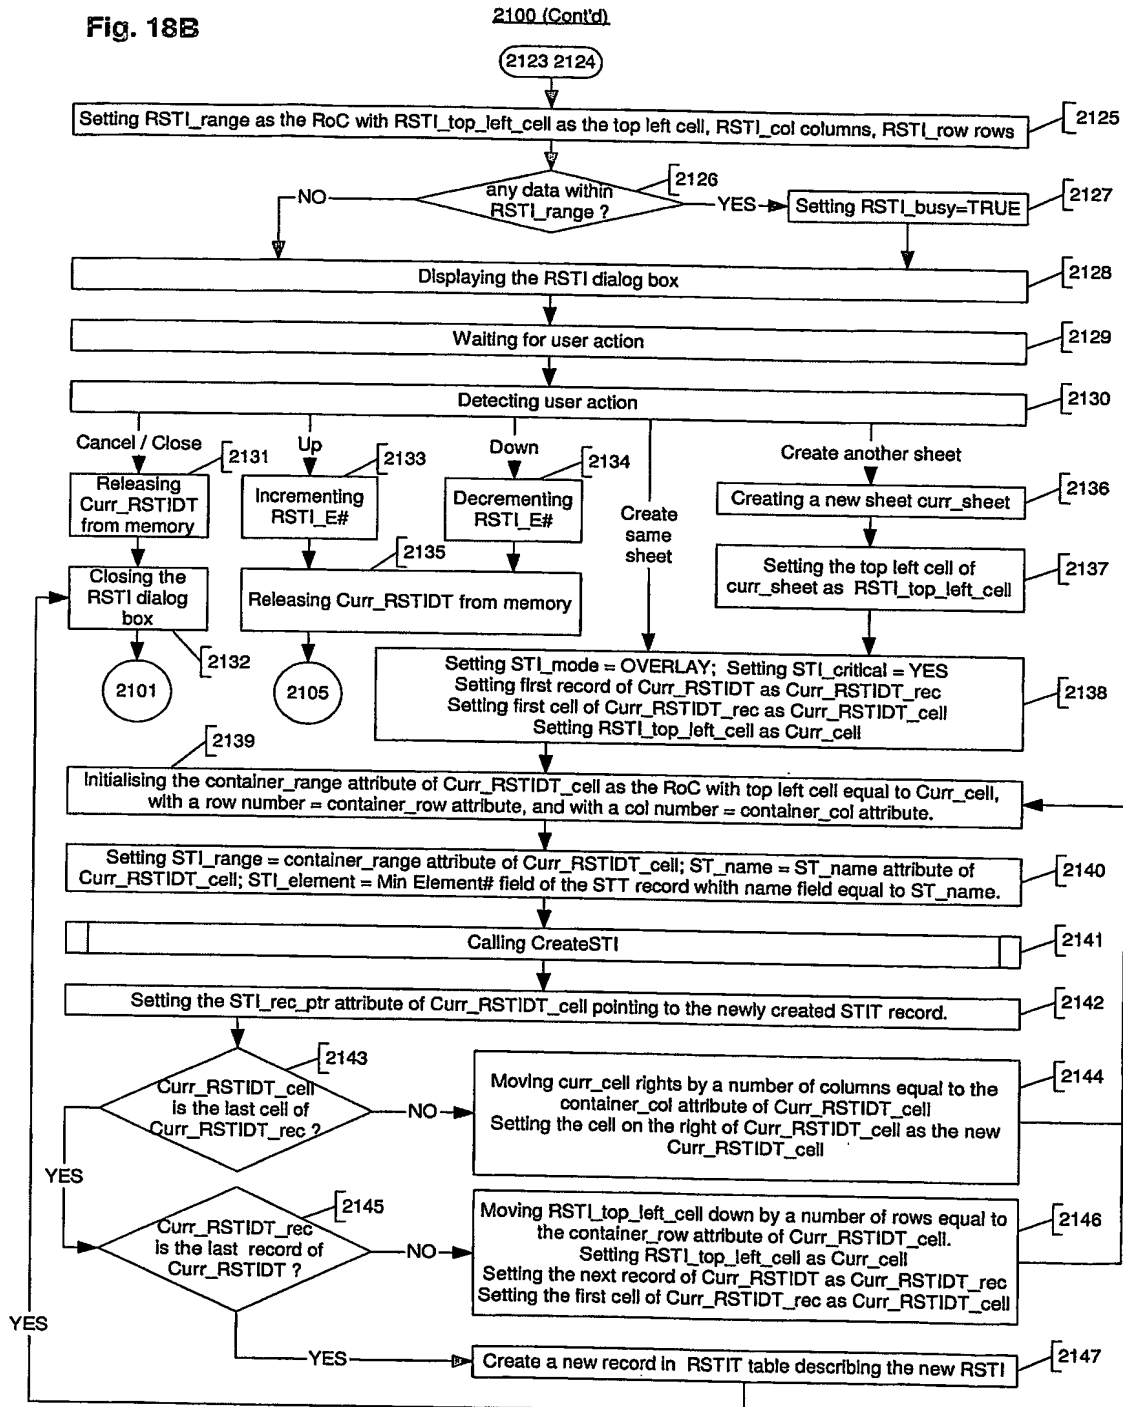 Fig. 18B
2100 (Cont'd)
2123 2124
Setting RSTI_range as the RoC with RSTI_top_left_cell as the top left cell, RSTI_col columns, RSTI_row rows
2125
any data within
RSTI_range ?
2126
NO
YES
Setting RSTI_busy=TRUE
2127
Displaying the RSTI dialog box
2128
Waiting for user action
2129
Detecting user action
2130
Cancel / Close
2131
Releasing
Curr_RSTIDT
from memory
Up
2133
Incrementing
RSTI_E#
Down
2134
Decrementing
RSTI_E#
Create
same
sheet
Create another sheet
Creating a new sheet curr_sheet
2136
Setting the top left cell of
curr_sheet as RSTI_top_left_cell
2137
2135
Releasing Curr_RSTIDT from memory
Closing the
RSTI dialog
box
2132
2101
2105
Setting STI_mode = OVERLAY; Setting STI_critical = YES
Setting first record of Curr_RSTIDT as Curr_RSTIDT_rec
Setting first cell of Curr_RSTIDT_rec as Curr_RSTIDT_cell
Setting RSTI_top_left_cell as Curr_cell
2138
2139
Initialising the container_range attribute of Curr_RSTIDT_cell as the RoC with top left cell equal to Curr_cell,
with a row number = container_row attribute, and with a col number = container_col attribute.
Setting STI_range = container_range attribute of Curr_RSTIDT_cell; ST_name = ST_name attribute of
Curr_RSTIDT_cell; STI_element = Min Element# field of the STT record whith name field equal to ST_name.
2140
Calling CreateSTI
2141
Setting the STI_rec_ptr attribute of Curr_RSTIDT_cell pointing to the newly created STIT record.
2142
2143
Curr_RSTIDT_cell
is the last cell of
Curr_RSTIDT_rec ?
NO
Moving curr_cell rights by a number of columns equal to the
container_col attribute of Curr_RSTIDT_cell
Setting the cell on the right of Curr_RSTIDT_cell as the new
Curr_RSTIDT_cell
2144
YES
2145
Curr_RSTIDT_rec
is the last record of
Curr_RSTIDT ?
NO
Moving RSTI_top_left_cell down by a number of rows equal to
the container_row attribute of Curr_RSTIDT_cell.
Setting RSTI_top_left_cell as Curr_cell
Setting the next record of Curr_RSTIDT as Curr_RSTIDT_rec
Setting the first cell of Curr_RSTIDT_rec as Curr_RSTIDT_cell
2146
YES
YES
Create a new record in RSTIT table describing the new RSTI
2147